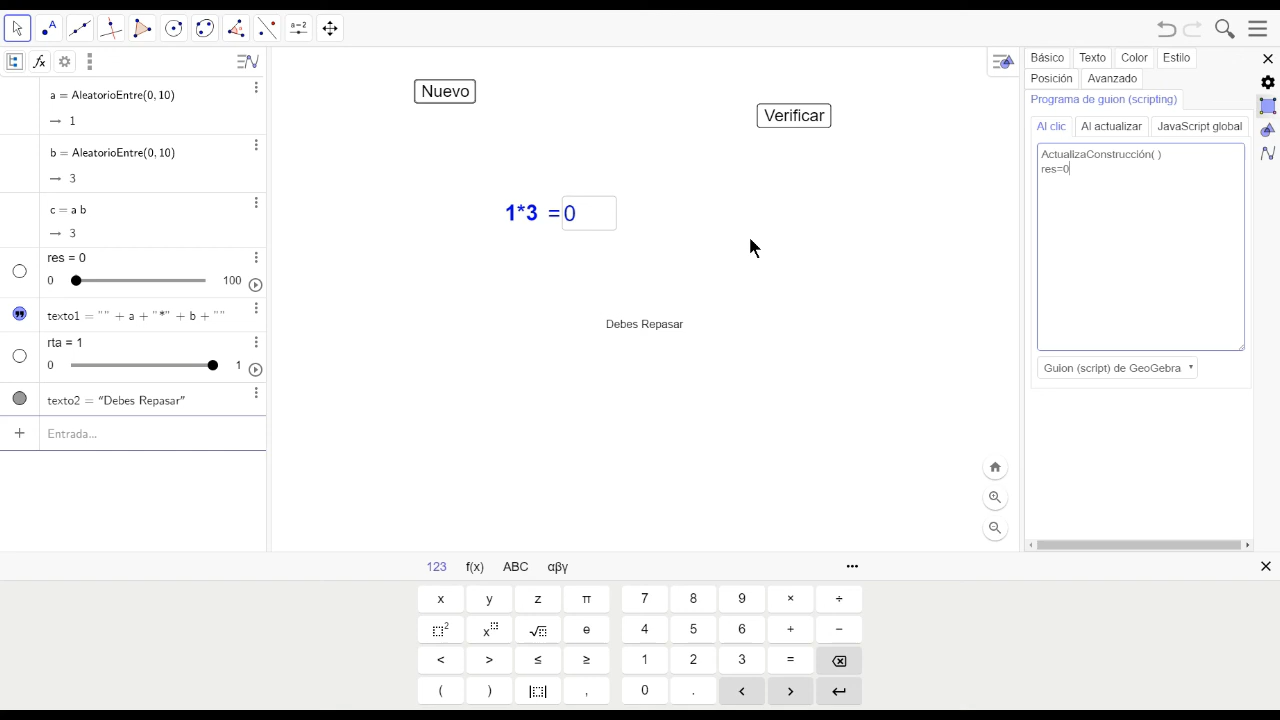 a=2
Básico Texto Color Estilo
Posición Avanzado
Programa de guion (scripting)
Al clic Al actualizar JavaScript global
ActualizaConstrucción( )
res=0
Guion (script) de GeoGebra
a = AleatorioEntre(0, 10)
→ 1
b = AleatorioEntre(0, 10)
→ 3
c = a b
→ 3
res = 0
0 100
texto1 = "" + a + "*" + b + ""
rta = 1
0 1
texto2 = “Debes Repasar”
+ Entrada...
Nuevo
Verificar
1*3 = 0
Debes Repasar
123 f(x) ABC αβγ
x y z π 7 8 9 × ÷
□² x□ √□ e 4 5 6 + −
< > ≤ ≥ 1 2 3 =
( ) |□| , 0 . < >